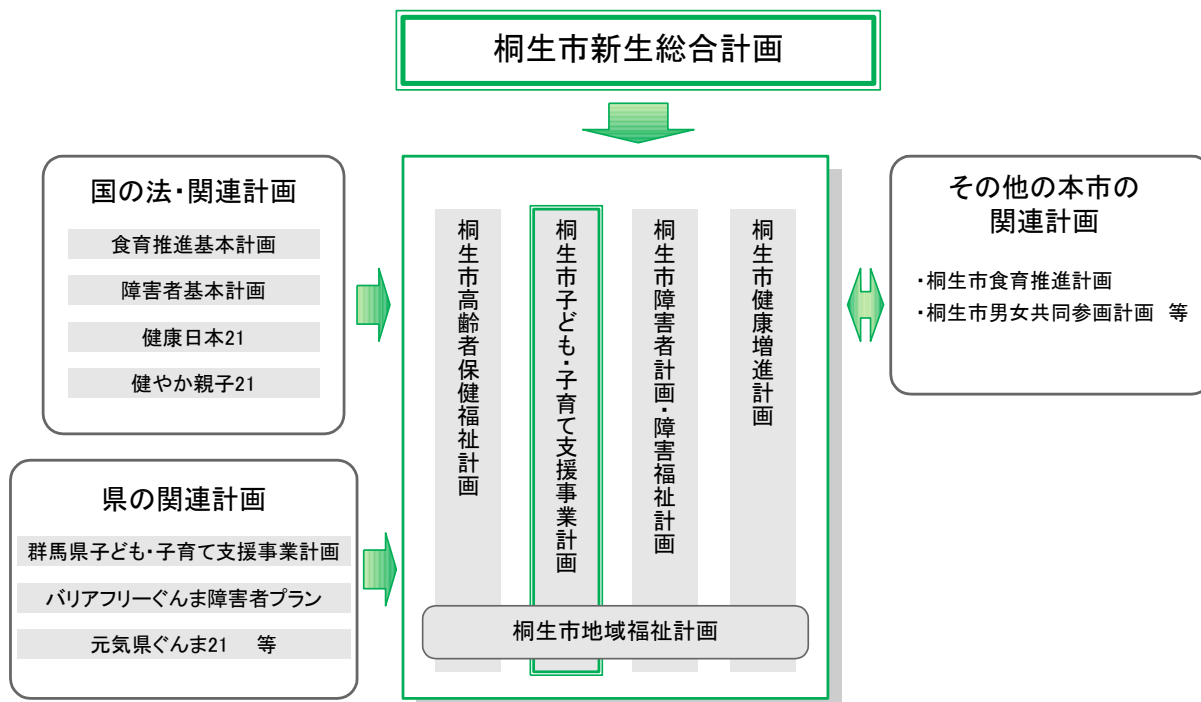 桐生市新生総合計画
国の法・関連計画
食育推進基本計画
障害者基本計画
健康日本21
健やか親子21
県の関連計画
群馬県子ども・子育て支援事業計画
バリアフリーぐんま障害者プラン
元気県ぐんま21　等
桐生市高齢者保健福祉計画
桐生市子ども・子育て支援事業計画
桐生市障害者計画・障害福祉計画
桐生市健康増進計画
桐生市地域福祉計画
その他の本市の
関連計画
・桐生市食育推進計画
・桐生市男女共同参画計画　等